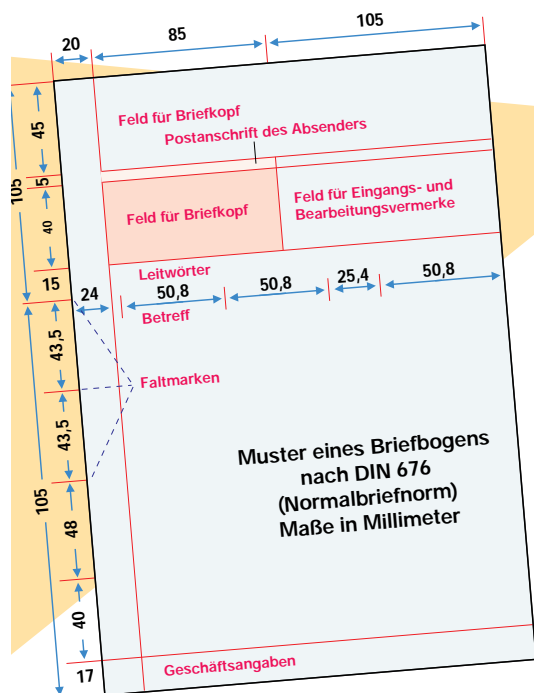 20
85
105
Feld für Briefkopf
Postanschrift des Absenders
45
5
105
40
15
Feld für Briefkopf
Feld für Eingangs- und
Bearbeitungsvermerke
Leitwörter
24
50,8
50,8
25,4
50,8
Betreff
43,5
Faltmarken
43,5
105
48
40
17
Muster eines Briefbogens
nach DIN 676
(Normalbriefnorm)
Maße in Millimeter
Geschäftsangaben